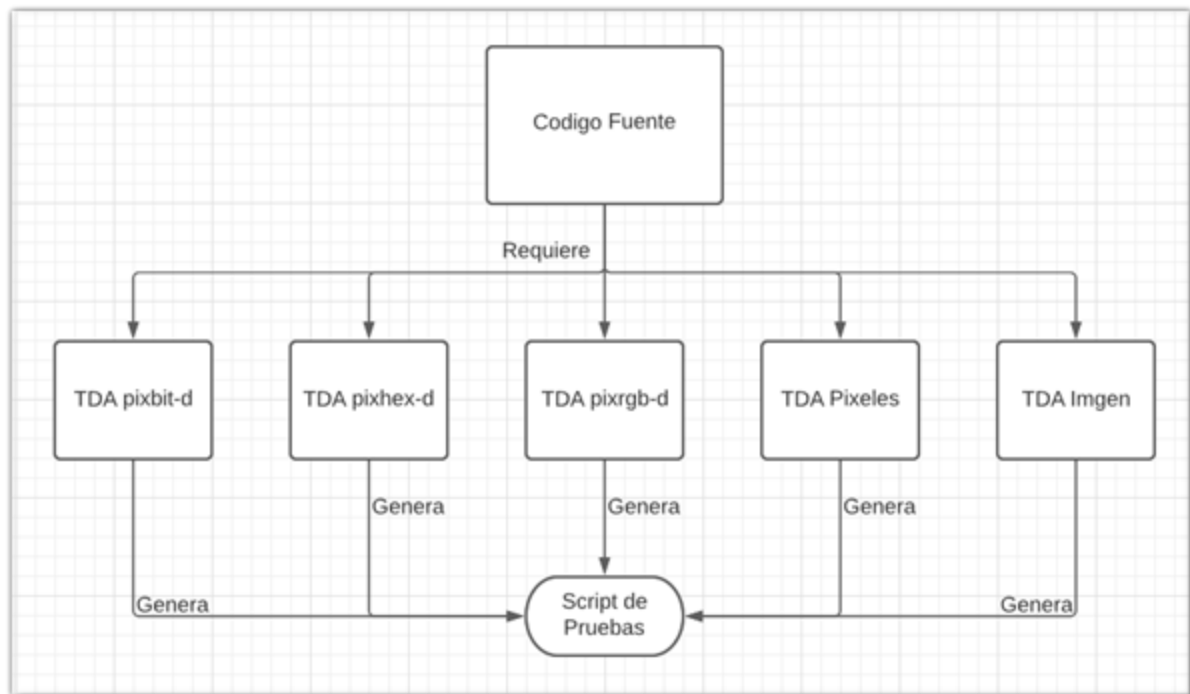 Codigo Fuente
Requiere
TDA pixbit-d
TDA pixhex-d
TDA pixrgb-d
TDA Pixeles
TDA Imgen
Genera
Genera
Genera
Genera
Script de
Pruebas
Genera